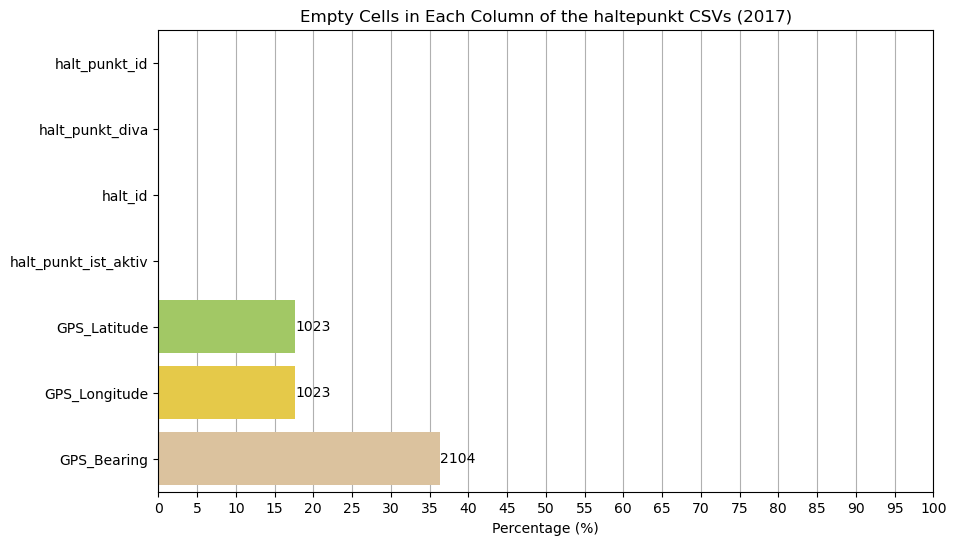 Empty Cells in Each Column of the haltepunkt CSVs (2017)
halt_punkt_id
halt_punkt_diva
halt_id
halt_punkt_ist_aktiv
GPS_Latitude 1023
GPS_Longitude 1023
GPS_Bearing 2104
0 5 10 15 20 25 30 35 40 45 50 55 60 65 70 75 80 85 90 95 100
Percentage (%)